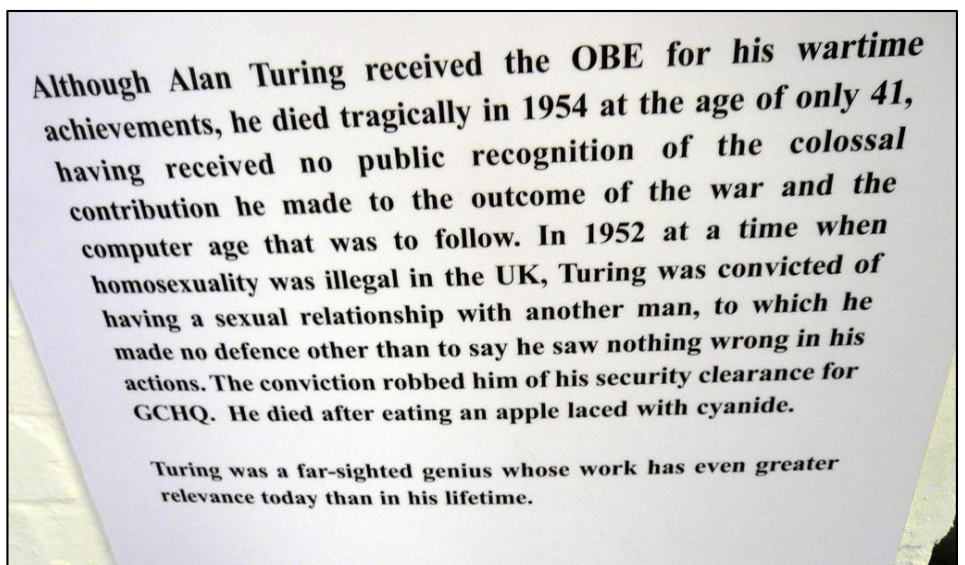 Although Alan Turing received the OBE for his wartime
achievements, he died tragically in 1954 at the age of only 41,
having received no public recognition of the colossal
contribution he made to the outcome of the war and the
computer age that was to follow. In 1952 at a time when
homosexuality was illegal in the UK, Turing was convicted of
having a sexual relationship with another man, to which he
made no defence other than to say he saw nothing wrong in his
actions. The conviction robbed him of his security clearance for
GCHQ. He died after eating an apple laced with cyanide.
Turing was a far-sighted genius whose work has even greater
relevance today than in his lifetime.